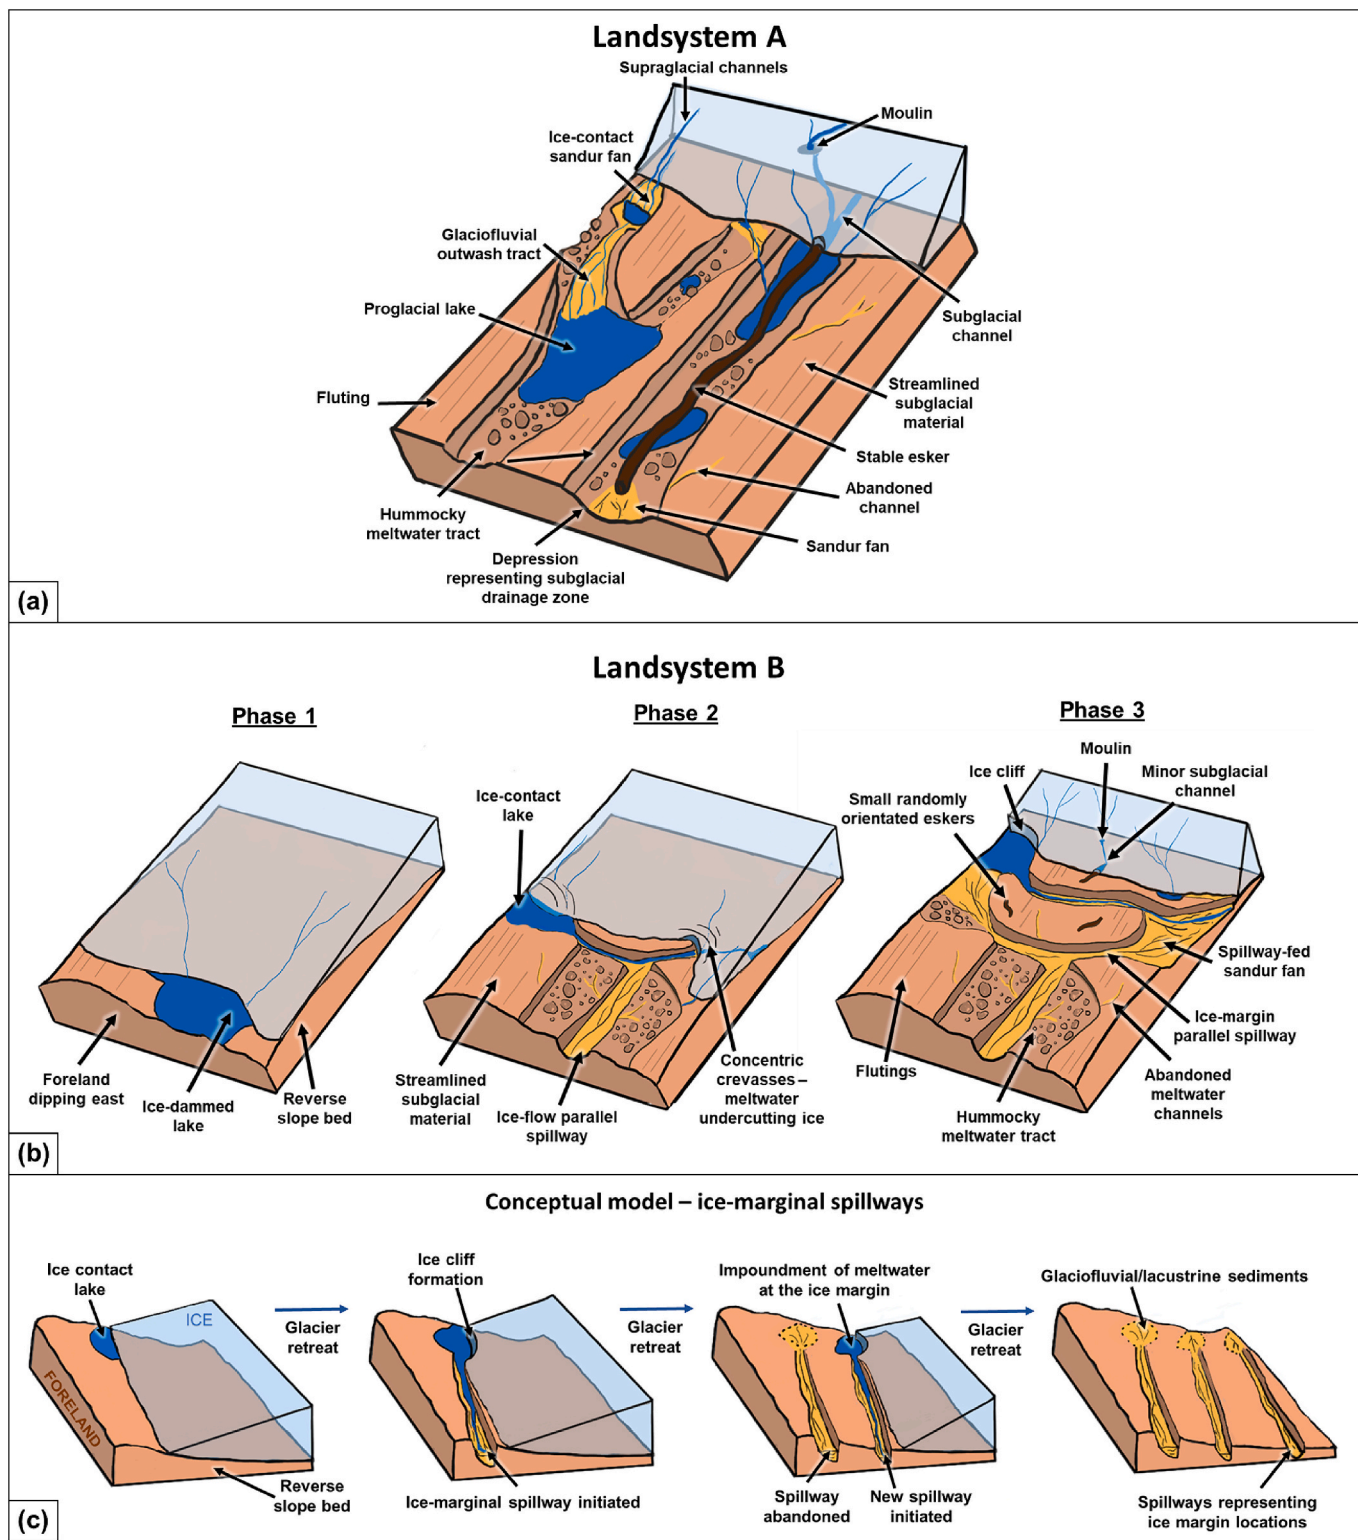 Landsystem A
Supraglacial channels
Moulin
Ice-contact
sandur fan
Glaciofluvial
outwash tract
Proglacial lake
Subglacial
channel
Fluting
Streamlined
subglacial
material
Stable esker
Abandoned
channel
Hummocky
meltwater tract
Sandur fan
Depression
representing subglacial
drainage zone
(a)
Landsystem B
Phase 1
Foreland
dipping east
Ice-dammed
lake
Reverse
slope bed
Phase 2
Ice-contact
lake
Streamlined
subglacial
material
Ice-flow parallel
spillway
Concentric
crevasses –
meltwater
undercutting ice
Phase 3
Moulin
Ice cliff
Minor subglacial
channel
Small randomly
orientated eskers
Spillway-fed
sandur fan
Ice-margin
parallel spillway
Flutings
Abandoned
meltwater
channels
Hummocky
meltwater tract
(b)
Conceptual model – ice-marginal spillways
Ice contact
lake
ICE
FORELAND
Reverse
slope bed
Glacier
retreat
Ice cliff
formation
Ice-marginal spillway initiated
Glacier
retreat
Impoundment of meltwater
at the ice margin
Spillway
abandoned
New spillway
initiated
Glacier
retreat
Glaciofluvial/lacustrine sediments
Spillways representing
ice margin locations
(c)